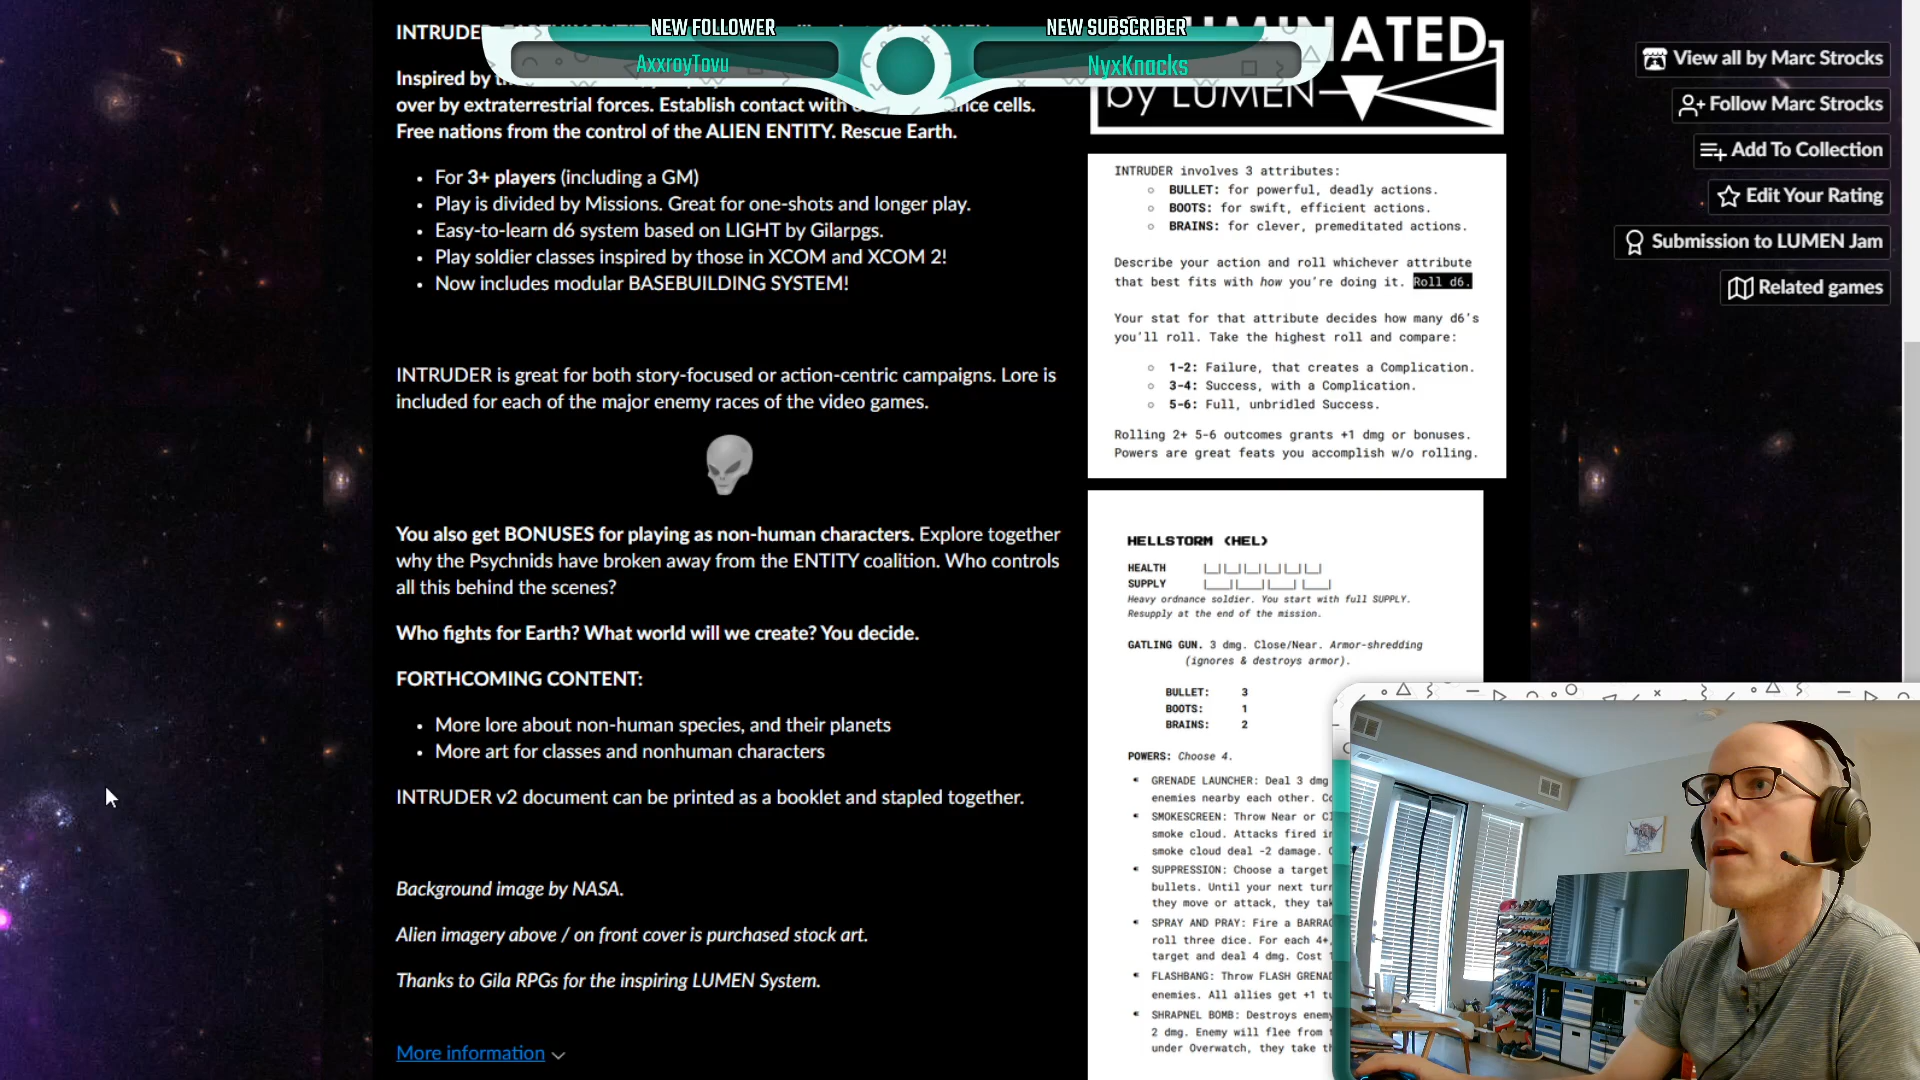 NEW FOLLOWER
AxxroyTovu
NEW SUBSCRIBER
NyxKnacks
INTRUDE
Inspired by
over by extraterrestrial forces. Establish contact with nce cells.
Free nations from the control of the ALIEN ENTITY. Rescue Earth.
• For 3+ players (including a GM)
• Play is divided by Missions. Great for one-shots and longer play.
• Easy-to-learn d6 system based on LIGHT by Gilarpgs.
• Play soldier classes inspired by those in XCOM and XCOM 2!
• Now includes modular BASEBUILDING SYSTEM!
INTRUDER is great for both story-focused or action-centric campaigns. Lore is
included for each of the major enemy races of the video games.
You also get BONUSES for playing as non-human characters. Explore together
why the Psychnids have broken away from the ENTITY coalition. Who controls
all this behind the scenes?
Who fights for Earth? What world will we create? You decide.
FORTHCOMING CONTENT:
• More lore about non-human species, and their planets
• More art for classes and nonhuman characters
INTRUDER v2 document can be printed as a booklet and stapled together.
Background image by NASA.
Alien imagery above / on front cover is purchased stock art.
Thanks to Gila RPGs for the inspiring LUMEN System.
More information
ATED
by LUMEN
INTRUDER involves 3 attributes:
BULLET: for powerful, deadly actions.
BOOTS: for swift, efficient actions.
BRAINS: for clever, premeditated actions.
Describe your action and roll whichever attribute
that best fits with how you're doing it. Roll d6.
Your stat for that attribute decides how many d6's
you'll roll. Take the highest roll and compare:
1-2: Failure, that creates a Complication.
3-4: Success, with a Complication.
5-6: Full, unbridled Success.
Rolling 2+ 5-6 outcomes grants +1 dmg or bonuses.
Powers are great feats you accomplish w/o rolling.
HELLSTORM (HEL)
HEALTH
SUPPLY
Heavy ordnance soldier. You start with full SUPPLY.
Resupply at the end of the mission.
GATLING GUN. 3 dmg. Close/Near. Armor-shredding
(ignores & destroys armor).
BULLET: 3
BOOTS: 1
BRAINS: 2
POWERS: Choose 4.
GRENADE LAUNCHER: Deal 3 dmg
enemies nearby each other. Co
SMOKESCREEN: Throw Near or Cl
smoke cloud. Attacks fired in
smoke cloud deal -2 damage.
SUPPRESSION: Choose a target
bullets. Until your next turn
they move or attack, they tak
SPRAY AND PRAY: Fire a BARRA
roll three dice. For each 4+,
target and deal 4 dmg. Cost
FLASHBANG: Throw FLASH GRENAD
enemies. All allies get +1 tu
SHRAPNEL BOMB: Destroys enemy
2 dmg. Enemy will flee from
under Overwatch, they take th
View all by Marc Strocks
Follow Marc Strocks
Add To Collection
Edit Your Rating
Submission to LUMEN Jam
Related games